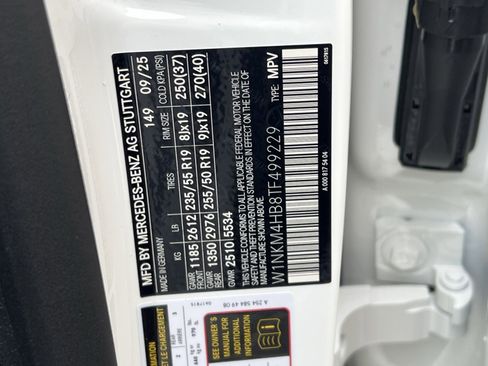 MFD BY MERCEDES-BENZ AG STUTTGART
MADE IN GERMANY 149 09/25
KG LB TIRES RIM SIZE COLD KPA(PSI)
GAWR FRONT 1185 2612 235/55 R19 8Jx19 250(37)
GAWR REAR 1350 2976 255/50 R19 9Jx19 270(40)
GVWR 2510 5534
THIS VEHICLE CONFORMS TO ALL APPLICABLE FEDERAL MOTOR VEHICLE
SAFETY, BUMPER AND THEFT PREVENTION STANDARDS IN EFFECT ON THE DATE OF
MANUFACTURE SHOWN ABOVE.
W1NKM4HB8TF499229 TYPE: MPV
A 000 817 54 04
0617915
A 254 584 49 08
0617915
SEE OWNER'S
MANUAL FOR
ADDITIONAL
INFORMATION